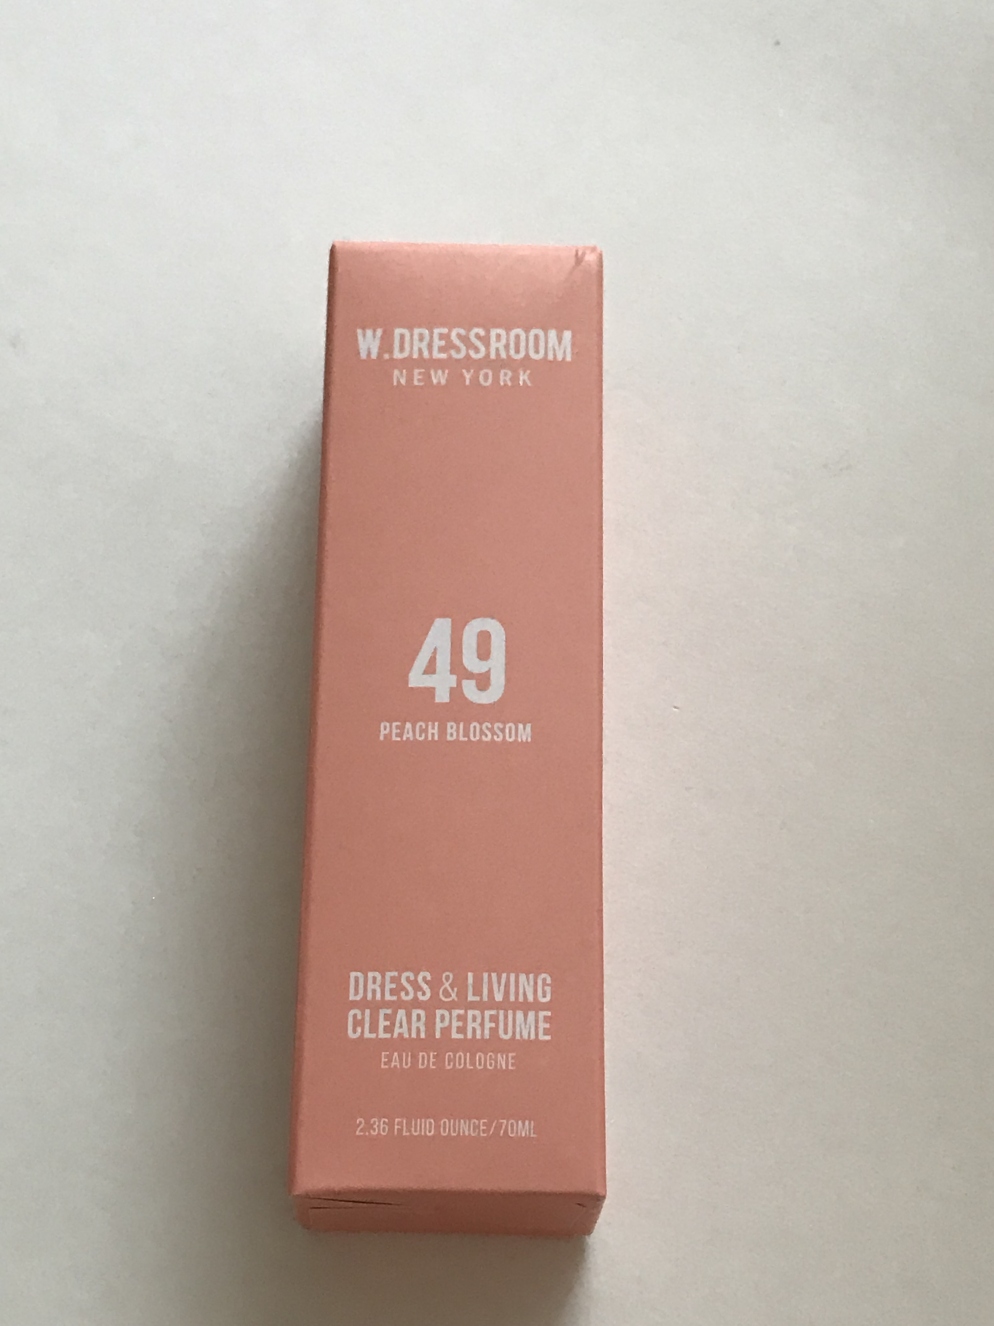 W.DRESSROOM
NEW YORK
49
PEACH BLOSSOM
DRESS & LIVING
CLEAR PERFUME
EAU DE COLOGNE
2.36 FLUID OUNCE/70ML